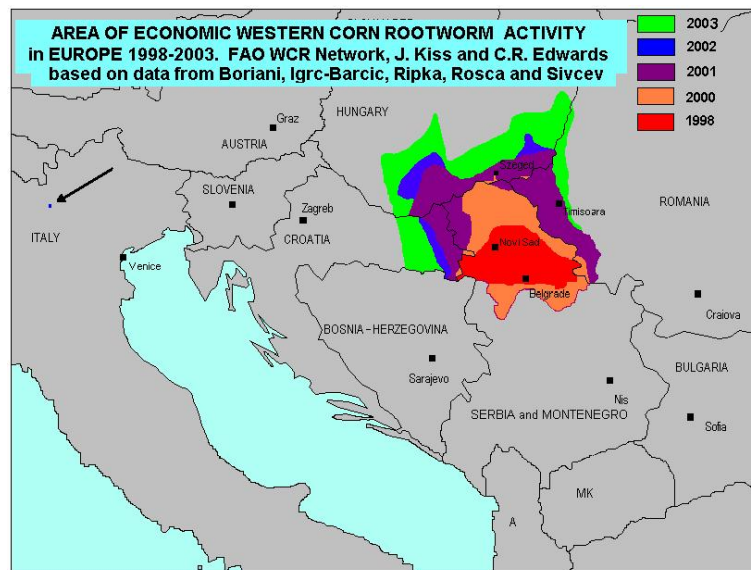 AREA OF ECONOMIC WESTERN CORN ROOTWORM ACTIVITY
in EUROPE 1998-2003. FAO WCR Network, J. Kiss and C.R. Edwards
based on data from Boriani, Igrc-Barcic, Ripka, Rosca and Sivcev
2003
2002
2001
2000
1998
HUNGARY
Graz
AUSTRIA
Szeged
SLOVENIA
Timisoara
ROMANIA
Zagreb
CROATIA
ITALY
Novi Sad
Venice
Belgrade
Craiova
BOSNIA-HERZEGOVINA
Sarajevo
BULGARIA
Nis
SERBIA and MONTENEGRO
Sofia
MK
A